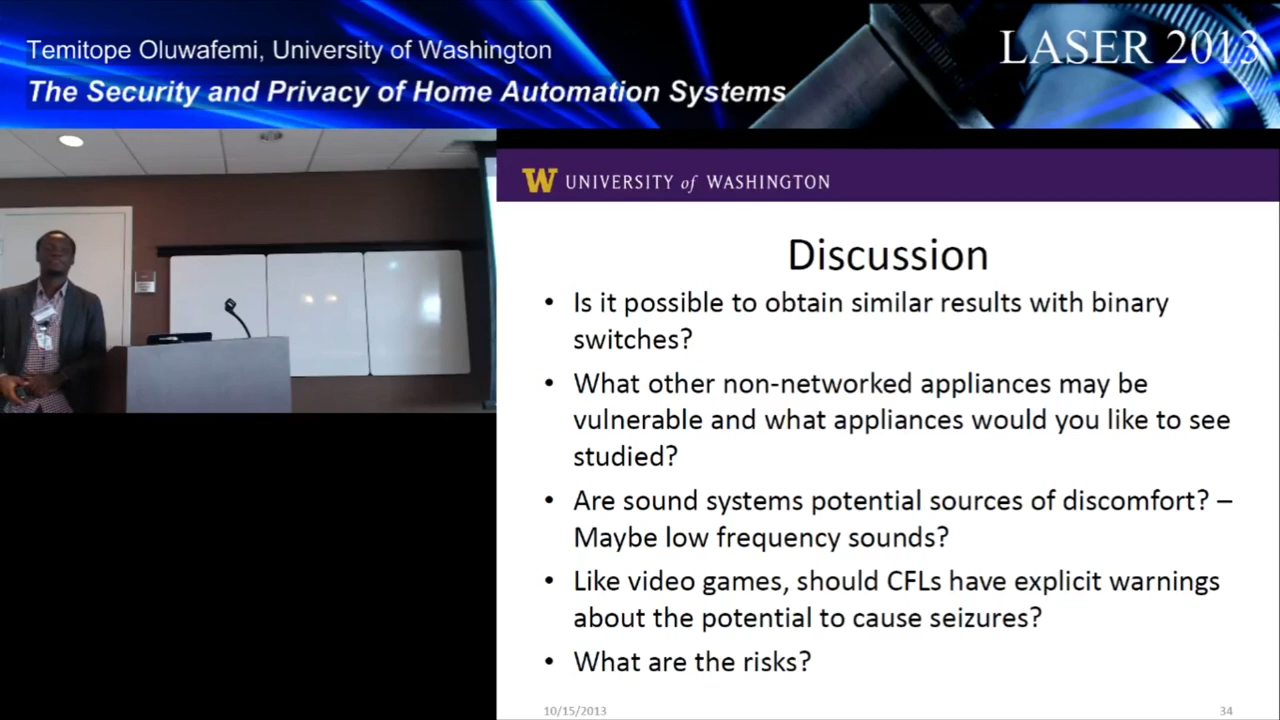 Temitope Oluwafemi, University of Washington
The Security and Privacy of Home Automation Systems
LASER 2013
W UNIVERSITY of WASHINGTON
Discussion
• Is it possible to obtain similar results with binary
switches?
• What other non-networked appliances may be
vulnerable and what appliances would you like to see
studied?
• Are sound systems potential sources of discomfort? –
Maybe low frequency sounds?
• Like video games, should CFLs have explicit warnings
about the potential to cause seizures?
• What are the risks?
10/15/2013
34